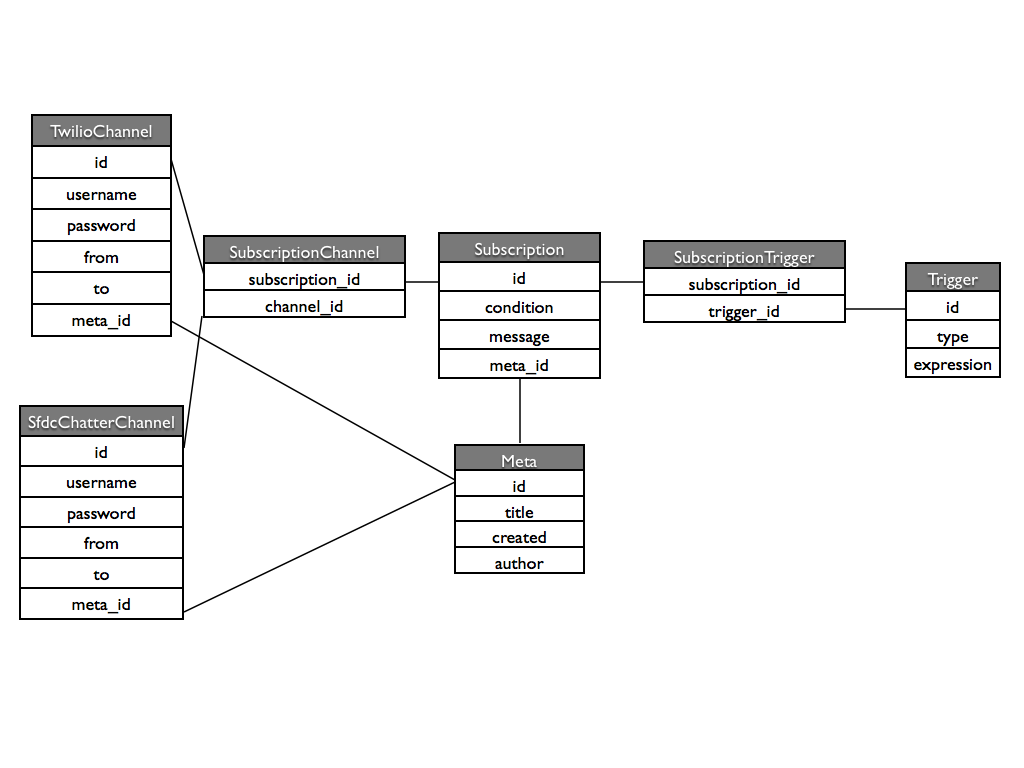 TwilioChannel
id
username
password
from
to
meta_id
SubscriptionChannel
subscription_id
channel_id
Subscription
id
condition
message
meta_id
SubscriptionTrigger
subscription_id
trigger_id
Trigger
id
type
expression
SfdcChatterChannel
id
username
password
from
to
meta_id
Meta
id
title
created
author